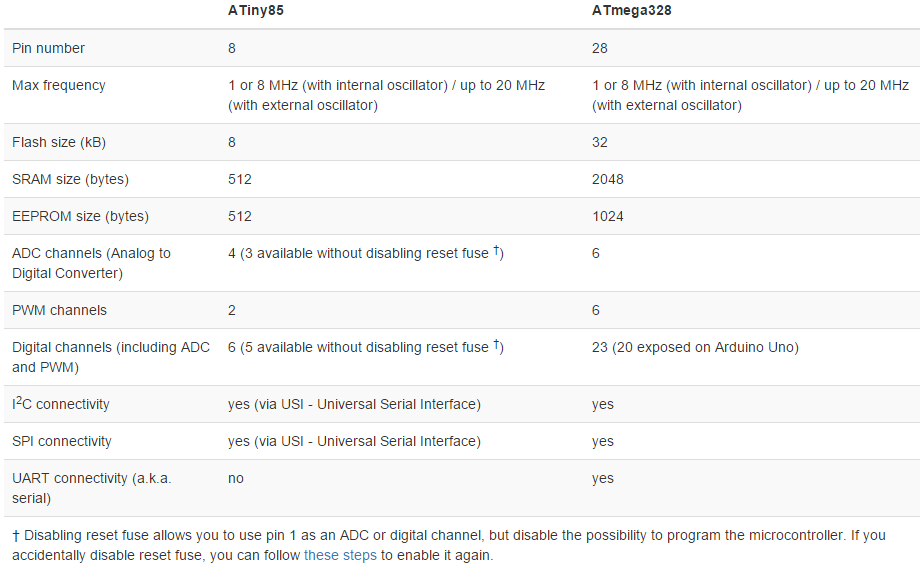 ATiny85 ATmega328
Pin number 8 28
Max frequency 1 or 8 MHz (with internal oscillator) / up to 20 MHz 1 or 8 MHz (with internal oscillator) / up to 20 MHz
(with external oscillator) (with external oscillator)
Flash size (kB) 8 32
SRAM size (bytes) 512 2048
EEPROM size (bytes) 512 1024
ADC channels (Analog to 4 (3 available without disabling reset fuse †) 6
Digital Converter)
PWM channels 2 6
Digital channels (including ADC 6 (5 available without disabling reset fuse †) 23 (20 exposed on Arduino Uno)
and PWM)
I²C connectivity yes (via USI - Universal Serial Interface) yes
SPI connectivity yes (via USI - Universal Serial Interface) yes
UART connectivity (a.k.a. no yes
serial)
† Disabling reset fuse allows you to use pin 1 as an ADC or digital channel, but disable the possibility to program the microcontroller. If you
accidentally disable reset fuse, you can follow these steps to enable it again.